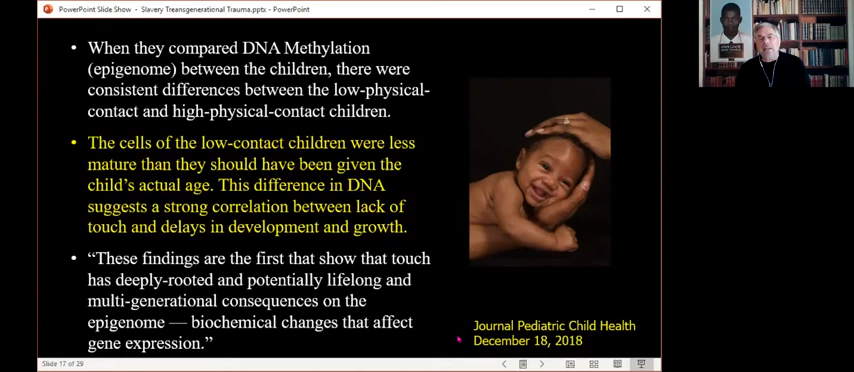 PowerPoint Slide Show - Slavery Treansgenerational Trauma.pptx - PowerPoint
• When they compared DNA Methylation
(epigenome) between the children, there were
consistent differences between the low-physical-
contact and high-physical-contact children.
• The cells of the low-contact children were less
mature than they should have been given the
child's actual age. This difference in DNA
suggests a strong correlation between lack of
touch and delays in development and growth.
• “These findings are the first that show that touch
has deeply-rooted and potentially lifelong and
multi-generational consequences on the
epigenome — biochemical changes that affect
gene expression.”
Journal Pediatric Child Health
December 18, 2018
Slide 17 of 29